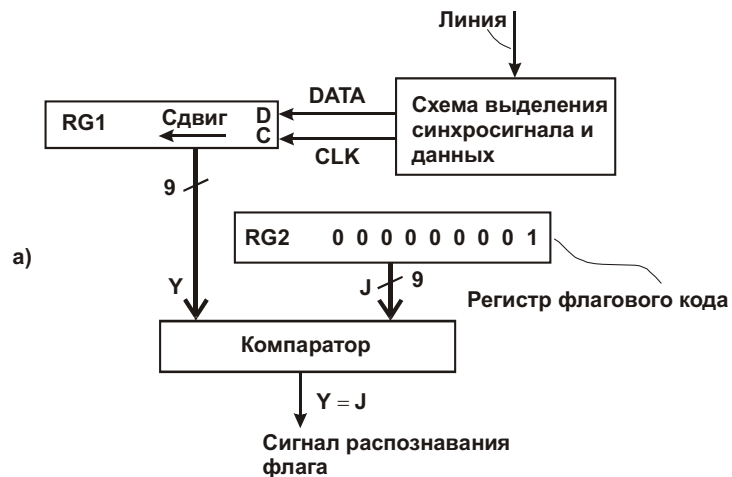 Линия
DATA
CLK
Схема выделения
синхросигнала и
данных
RG1
Сдвиг
D
C
9
RG2 0 0 0 0 0 0 0 0 1
а)
Y
J
9
Регистр флагового кода
Компаратор
Y = J
Сигнал распознавания
флага